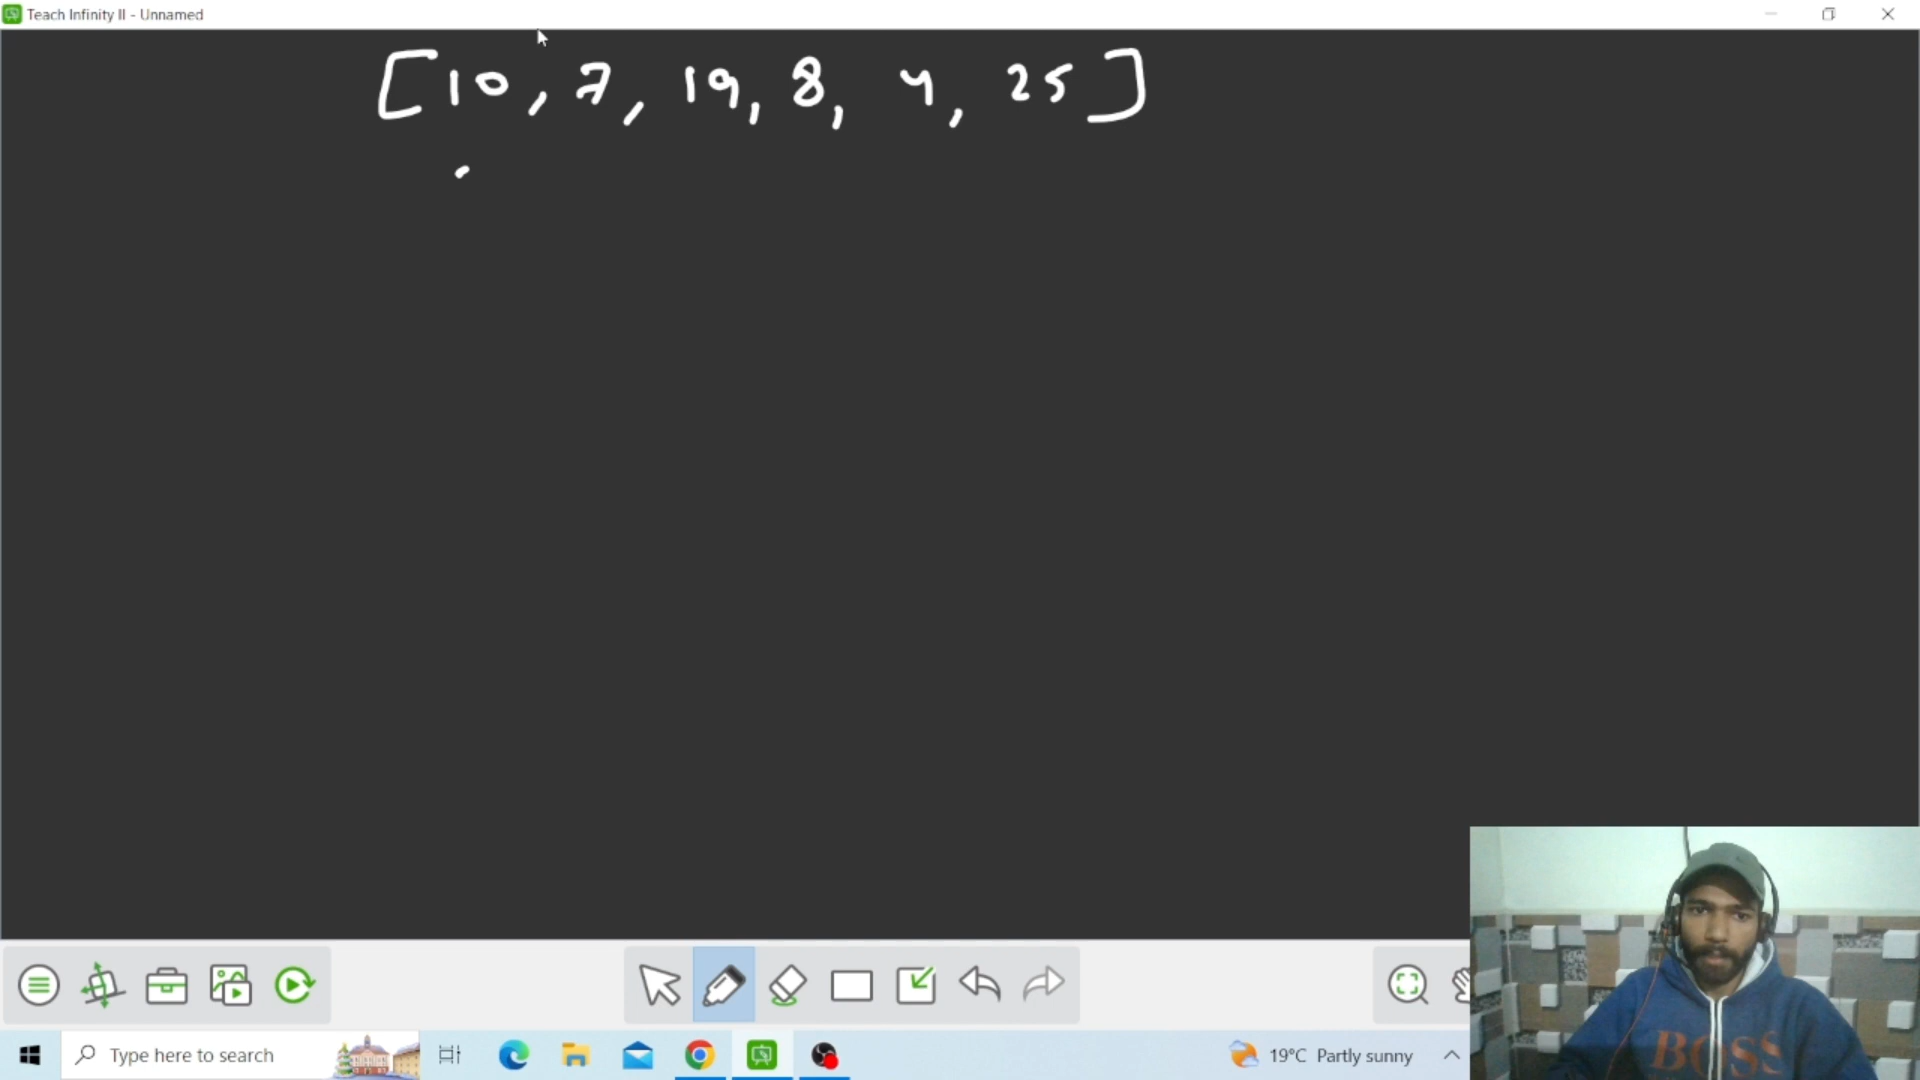 Teach Infinity II - Unnamed
[10, 7, 19, 8, 4, 25]
Type here to search
19°C Partly sunny
BOSS